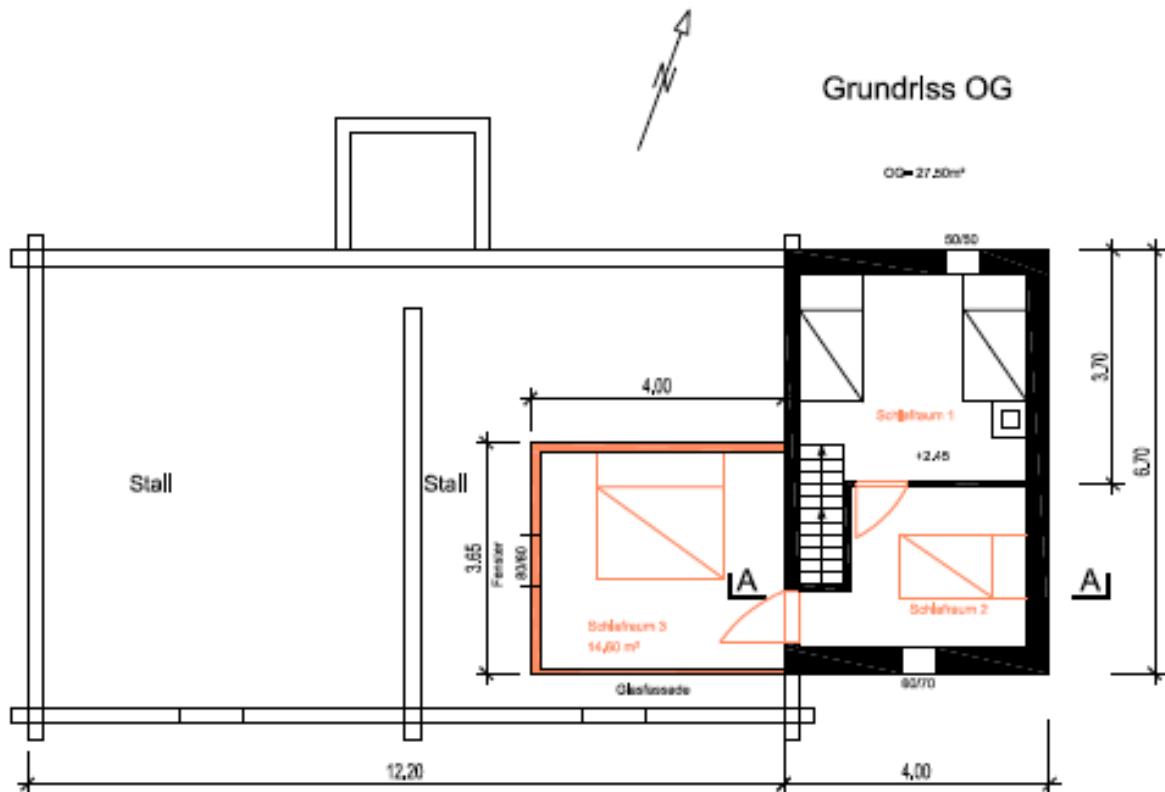 N
Grundriss OG
OG= 27,50m²
50/50
4,00
3,70
6,70
Schlafraum 1
+2,45
Stall
Stall
3,65
Fenster
80/60
A
A
Schlafraum 3
14,60 m²
Schlafraum 2
Glasfassade
60/70
12,20
4,00